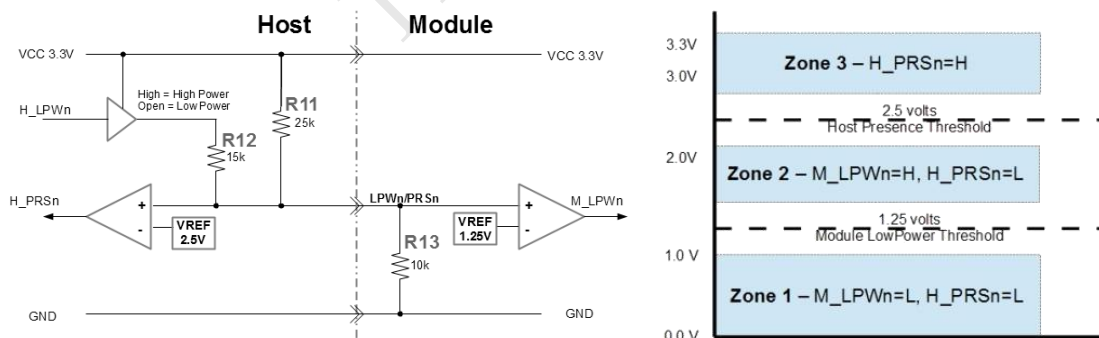 Host
Module
VCC 3.3V
VCC 3.3V
H_LPWn
High = High Power
Open = Low Power
R11
25k
R12
15k
H_PRSn
+
-
VREF
2.5V
LPWn/PRSn
VREF
1.25V
+
-
M_LPWn
R13
10k
GND
GND
3.3V
3.0V
Zone 3 – H_PRSn=H
2.5 volts
Host Presence Threshold
2.0V
Zone 2 – M_LPWn=H, H_PRSn=L
1.25 volts
Module LowPower Threshold
1.0 V
Zone 1 – M_LPWn=L, H_PRSn=L
0.0 V